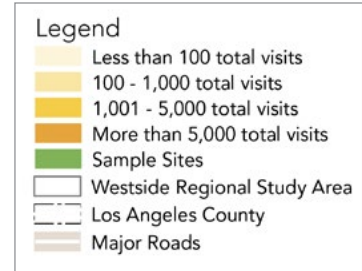 Legend
Less than 100 total visits
100 - 1,000 total visits
1,001 - 5,000 total visits
More than 5,000 total visits
Sample Sites
Westside Regional Study Area
Los Angeles County
Major Roads